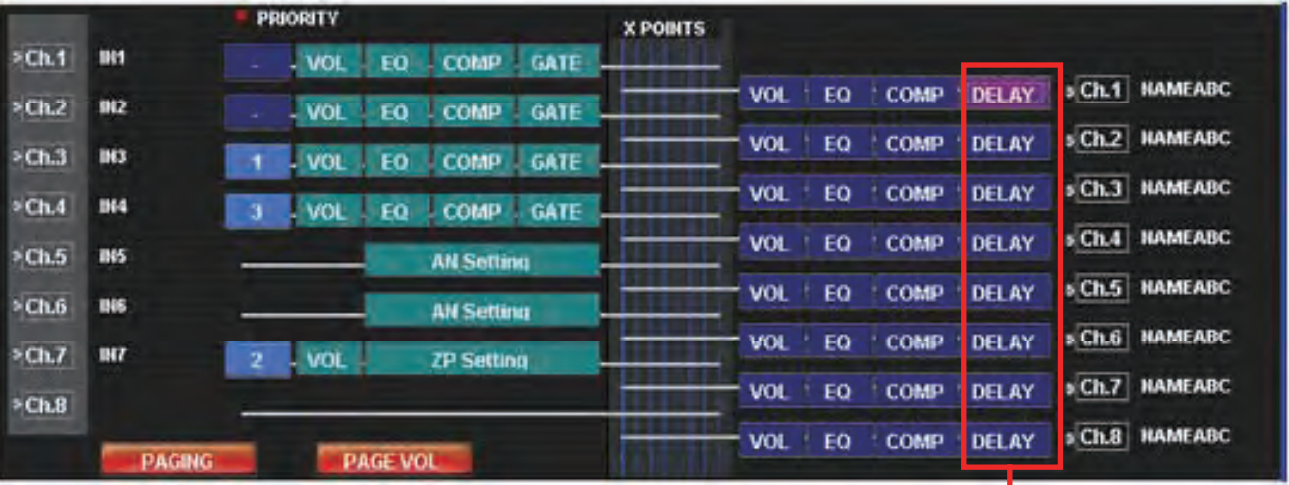 PRIORITY
X POINTS
>Ch.1 IN1 - VOL EQ COMP GATE
VOL EQ COMP DELAY >Ch.1 NAMEABC
>Ch.2 IN2 - VOL EQ COMP GATE
VOL EQ COMP DELAY >Ch.2 NAMEABC
>Ch.3 IN3 1 VOL EQ COMP GATE
VOL EQ COMP DELAY >Ch.3 NAMEABC
>Ch.4 IN4 3 VOL EQ COMP GATE
VOL EQ COMP DELAY >Ch.4 NAMEABC
>Ch.5 IN5 AN Setting
VOL EQ COMP DELAY >Ch.5 NAMEABC
>Ch.6 IN6 AN Setting
VOL EQ COMP DELAY >Ch.6 NAMEABC
>Ch.7 IN7 2 VOL ZP Setting
VOL EQ COMP DELAY >Ch.7 NAMEABC
>Ch.8
VOL EQ COMP DELAY >Ch.8 NAMEABC
PAGING PAGE VOL